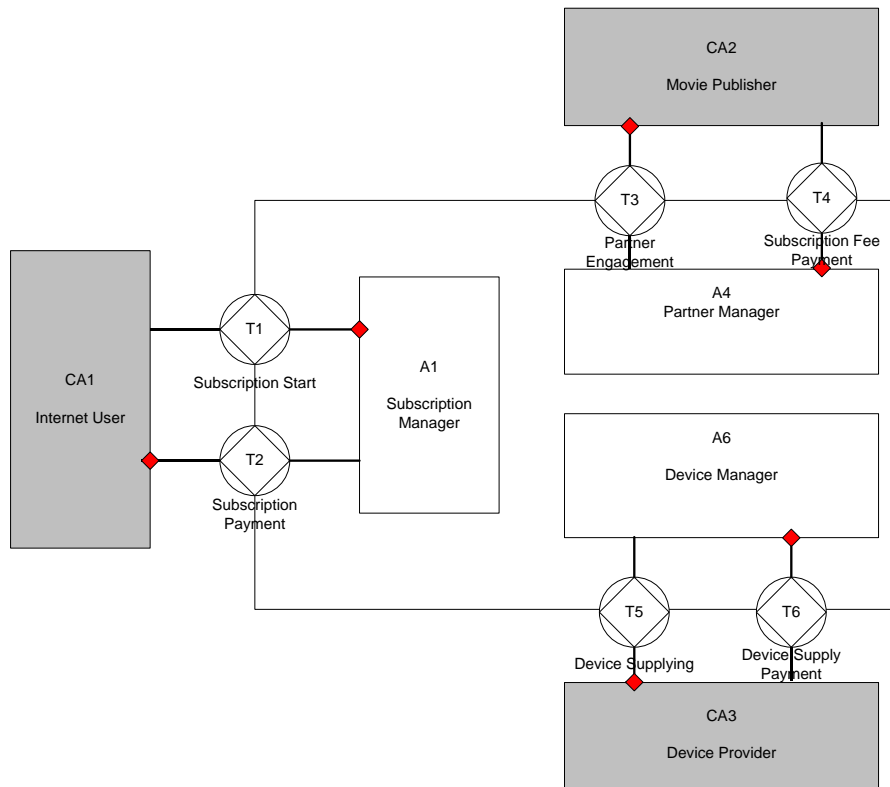 CA2
Movie Publisher
T3
T4
Partner
Engagement
Subscription Fee
Payment
A4
Partner Manager
T1
Subscription Start
CA1
Internet User
A1
Subscription
Manager
T2
Subscription
Payment
A6
Device Manager
T5
T6
Device Supplying
Device Supply
Payment
CA3
Device Provider